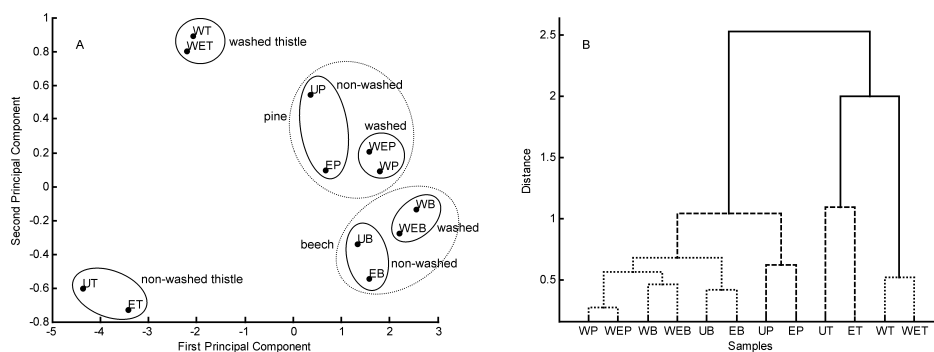 A
1
0.8
0.6
0.4
0.2
0
-0.2
-0.4
-0.6
-0.8
Second Principal Component
-5 -4 -3 -2 -1 0 1 2 3
First Principal Component
WT
WET
washed thistle
non-washed
UP
pine
washed
WEP
EP
WP
WB
WEB
washed
beech
UB
non-washed
EB
non-washed thistle
UT
ET
B
2.5
2
1.5
1
0.5
Distance
WP WEP WB WEB UB EB UP EP UT ET WT WET
Samples